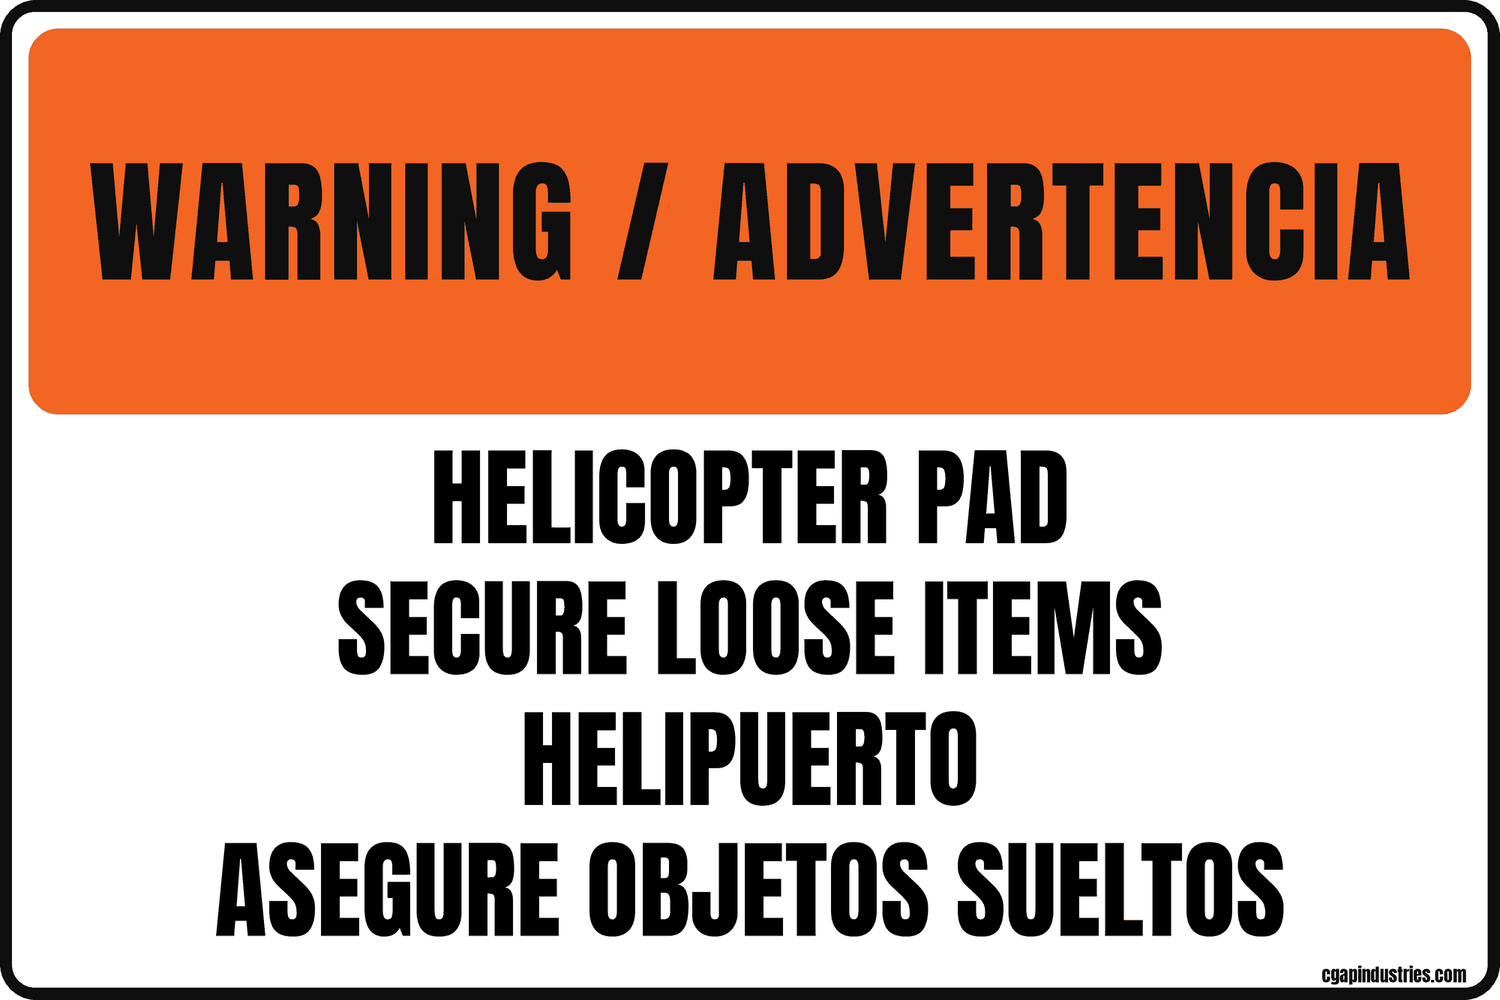 WARNING / ADVERTENCIA
HELICOPTER PAD
SECURE LOOSE ITEMS
HELIPUERTO
ASEGURE OBJETOS SUELTOS
cgapindustries.com